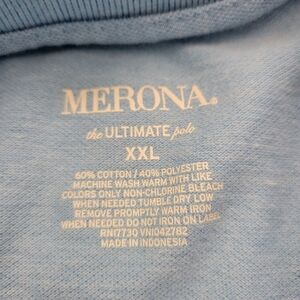 MERONA®
the ULTIMATE polo
XXL
60% COTTON / 40% POLYESTER
MACHINE WASH WARM WITH LIKE
COLORS ONLY NON-CHLORINE BLEACH
WHEN NEEDED TUMBLE DRY LOW
REMOVE PROMPTLY WARM IRON
WHEN NEEDED DO NOT IRON ON LABEL
RN17730 VN1042782
MADE IN INDONESIA